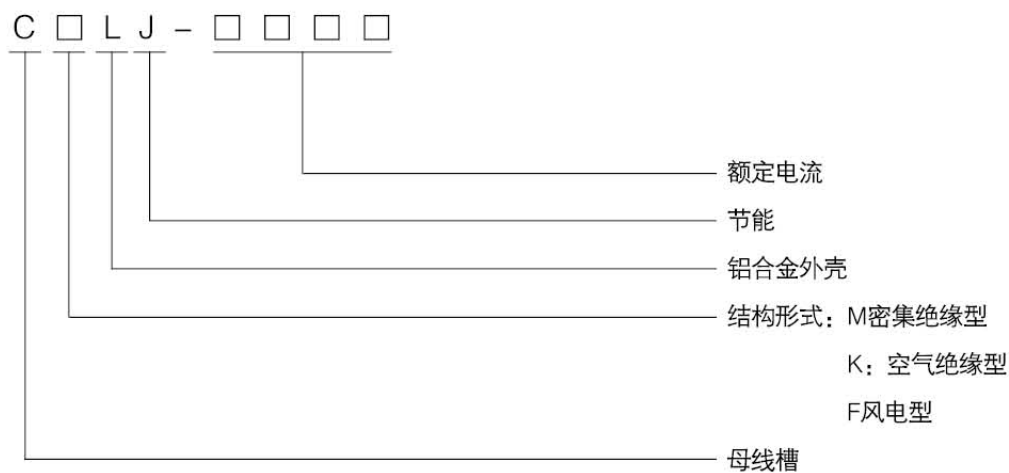 C□LJ-□□□□
额定电流
节能
铝合金外壳
结构形式：M密集绝缘型
K：空气绝缘型
F风电型
母线槽